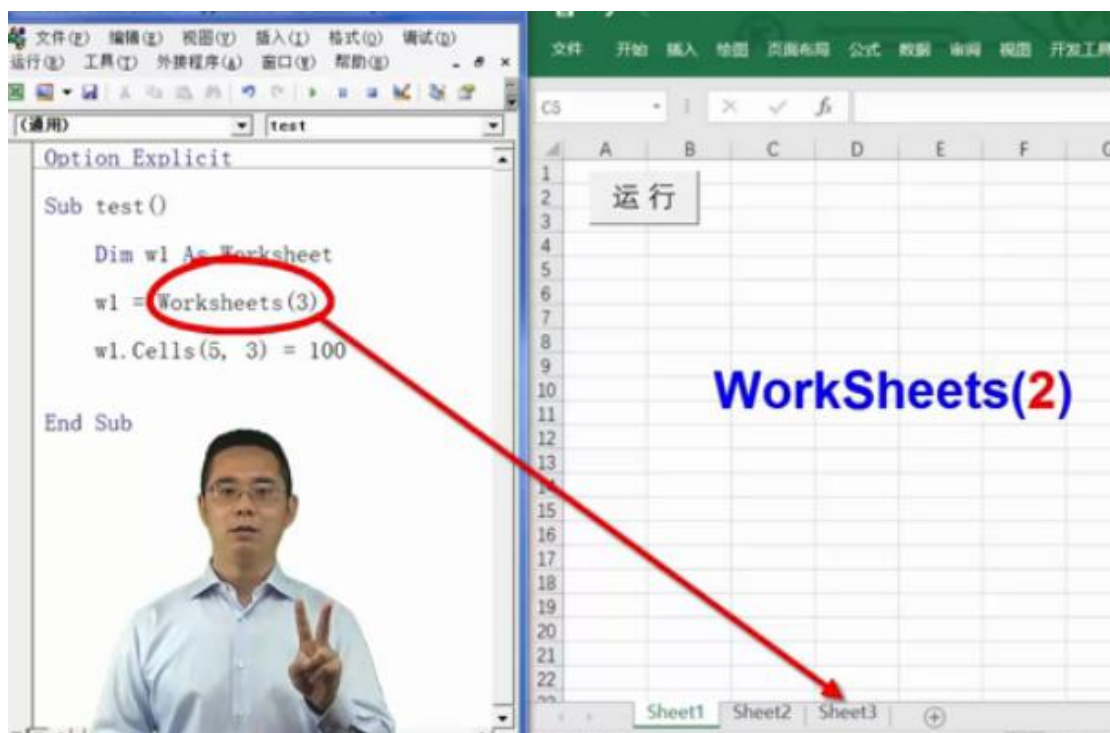 文件(F) 编辑(E) 视图(V) 插入(I) 格式(O) 调试(D)
运行(R) 工具(T) 外接程序(A) 窗口(W) 帮助(H)
(通用) test
Option Explicit
Sub test()
Dim w1 As Worksheet
w1 = Worksheets(3)
w1.Cells(5, 3) = 100
End Sub
文件 开始 插入 绘图 页面布局 公式 数据 审阅 视图 开发工具
C5 fx
A B C D E F
1
运行
2
3
4
5
6
7
8
9
WorkSheets(2)
10
11
12
13
14
15
16
17
18
19
20
21
22
Sheet1 Sheet2 Sheet3